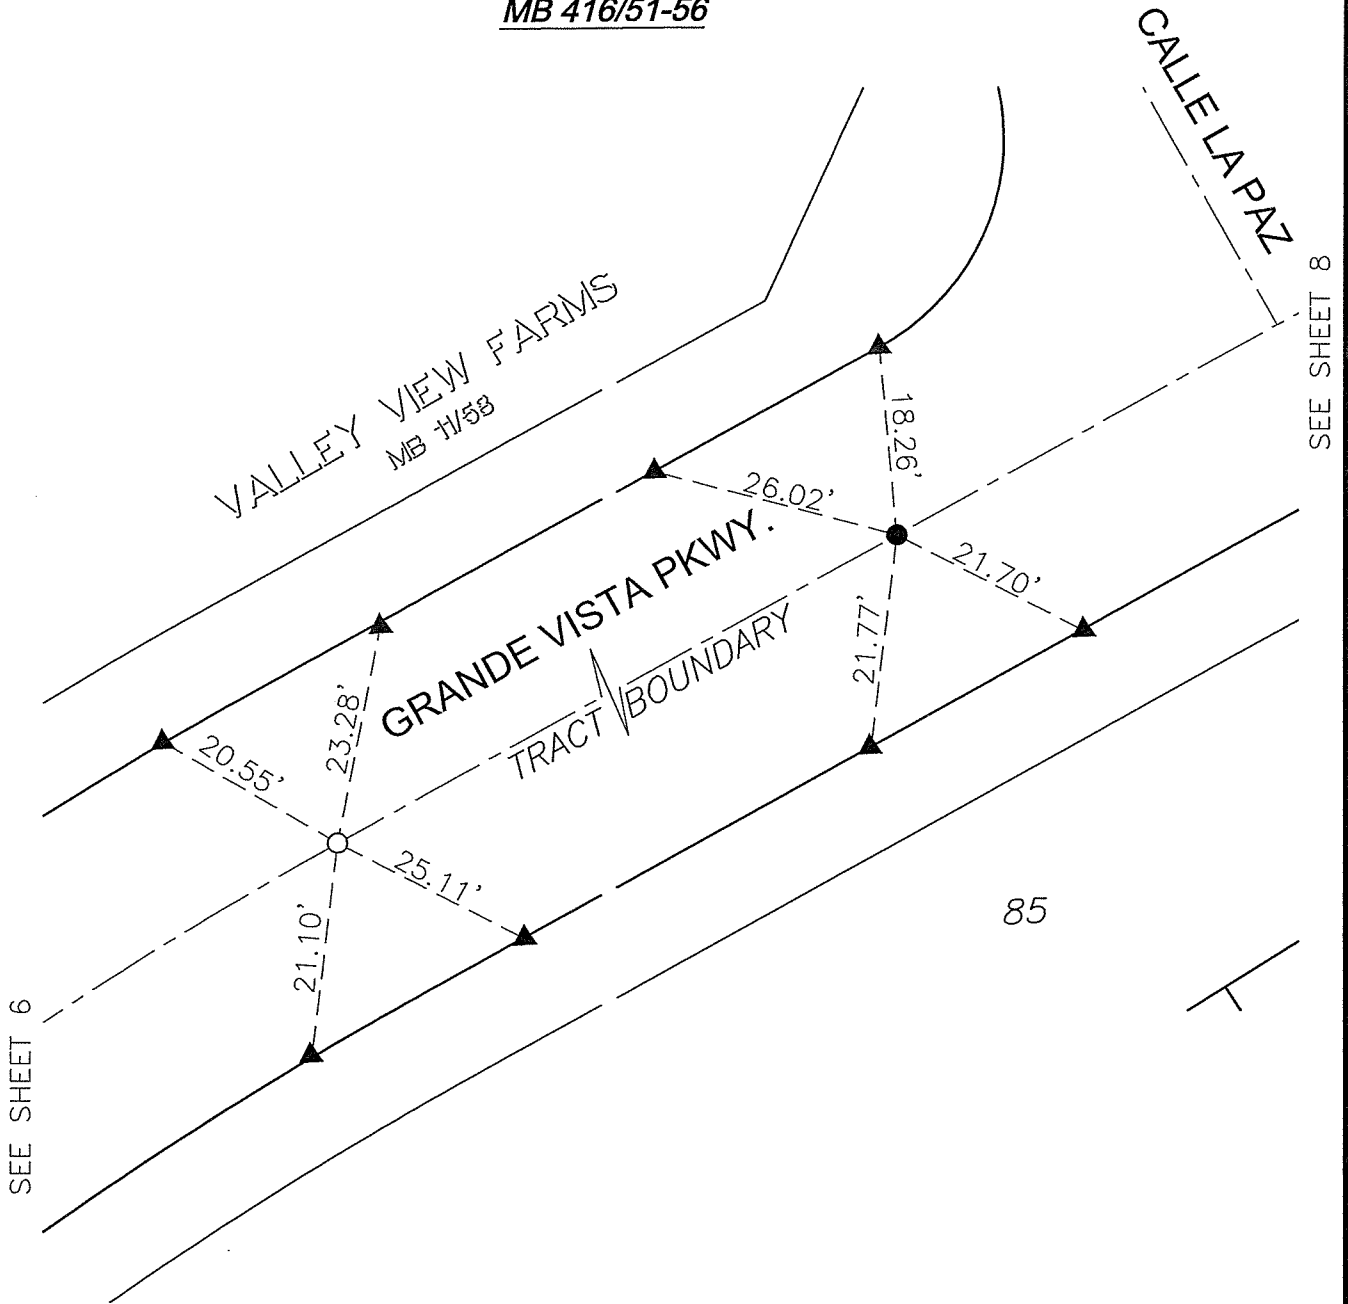 MB 416/51-56
CALLE LA PAZ
SEE SHEET 8
VALLEY VIEW FARMS
MB 11/58
18.26'
26.02'
21.70'
GRANDE VISTA PKWY.
21.77'
TRACT BOUNDARY
23.28'
20.55'
25.11'
21.10'
85
SEE SHEET 6